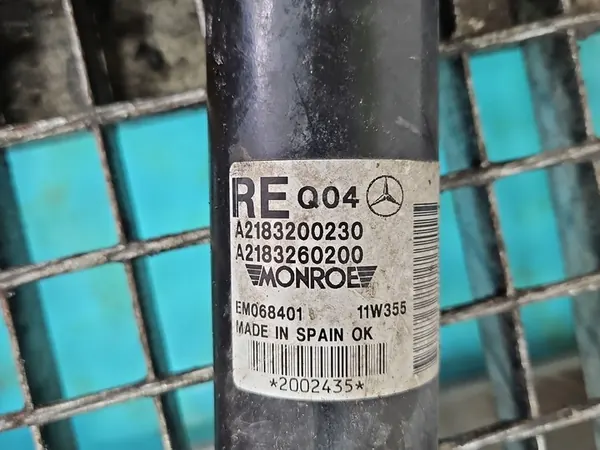 RE Q04
A2183200230
A2183260200
MONROE
EM068401 11W355
MADE IN SPAIN OK
*2002435*